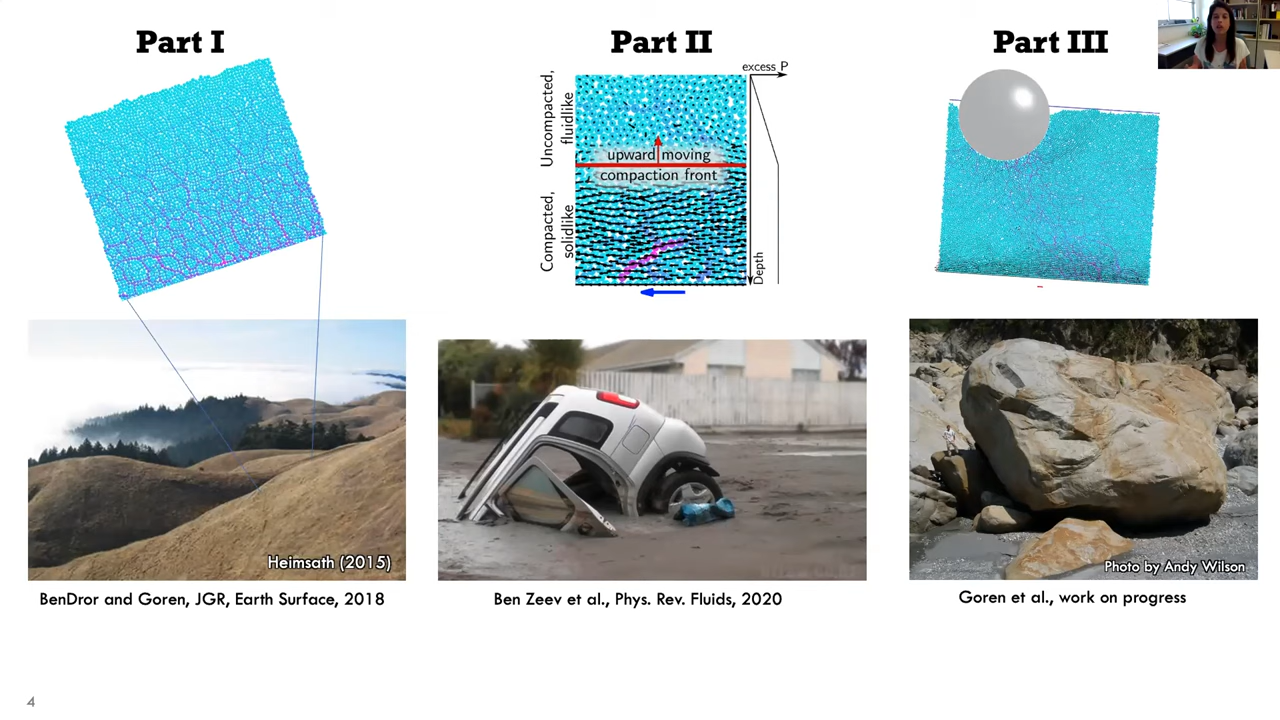 Part I
Part II
Part III
excess P
Uncompacted,
fluidlike
upward moving
compaction front
Compacted,
solidlike
Depth
Heimsath (2015)
Photo by Andy Wilson
BenDror and Goren, JGR, Earth Surface, 2018
Ben Zeev et al., Phys. Rev. Fluids, 2020
Goren et al., work on progress
4